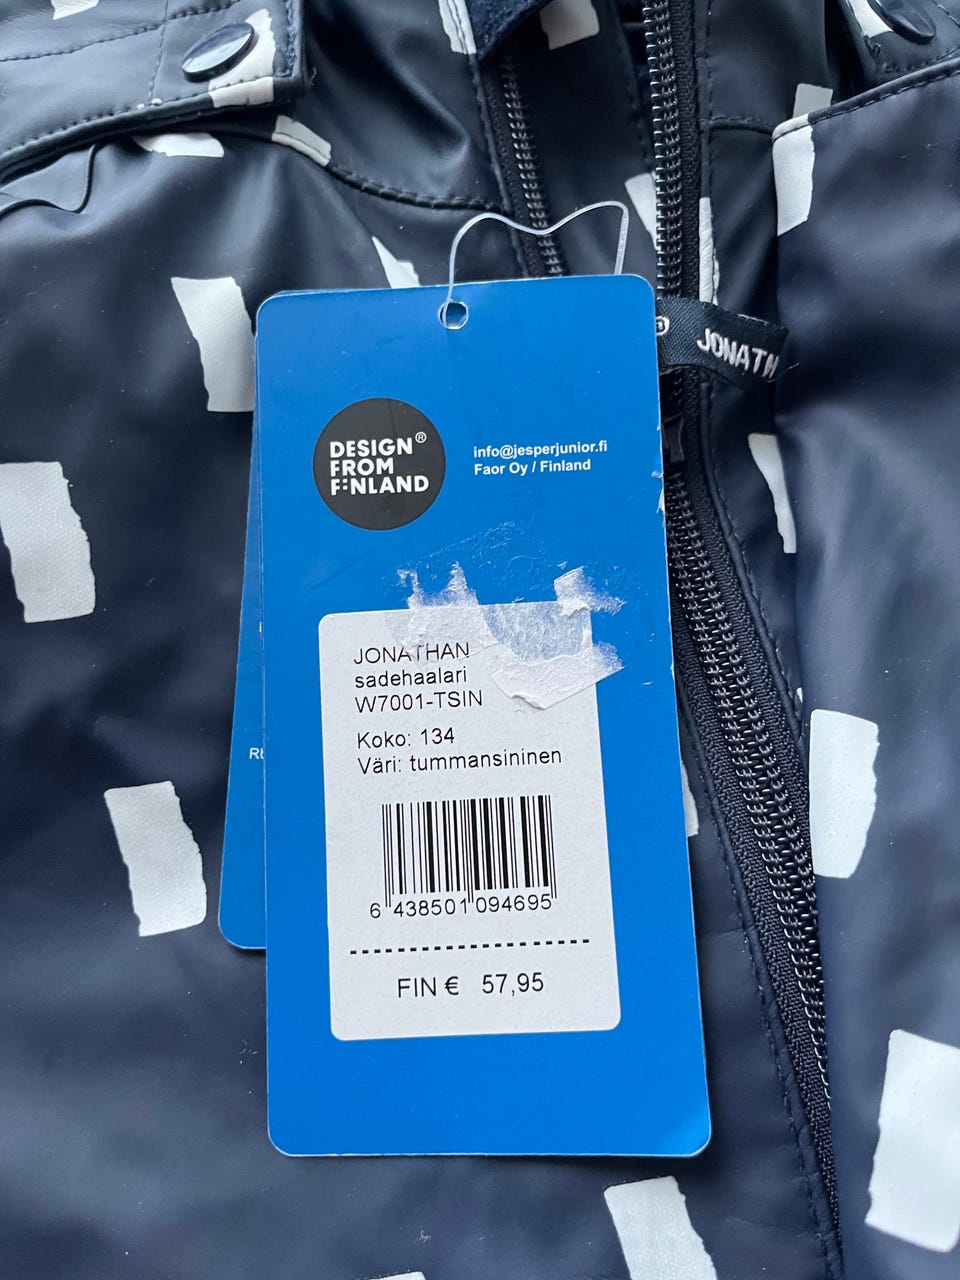 JONATH
DESIGN®
FROM
FINLAND
info@jesperjunior.fi
Faor Oy / Finland
JONATHAN
sadehaalari
W7001-TSIN
Koko: 134
Väri: tummansininen
6 438501 094695
FIN € 57,95